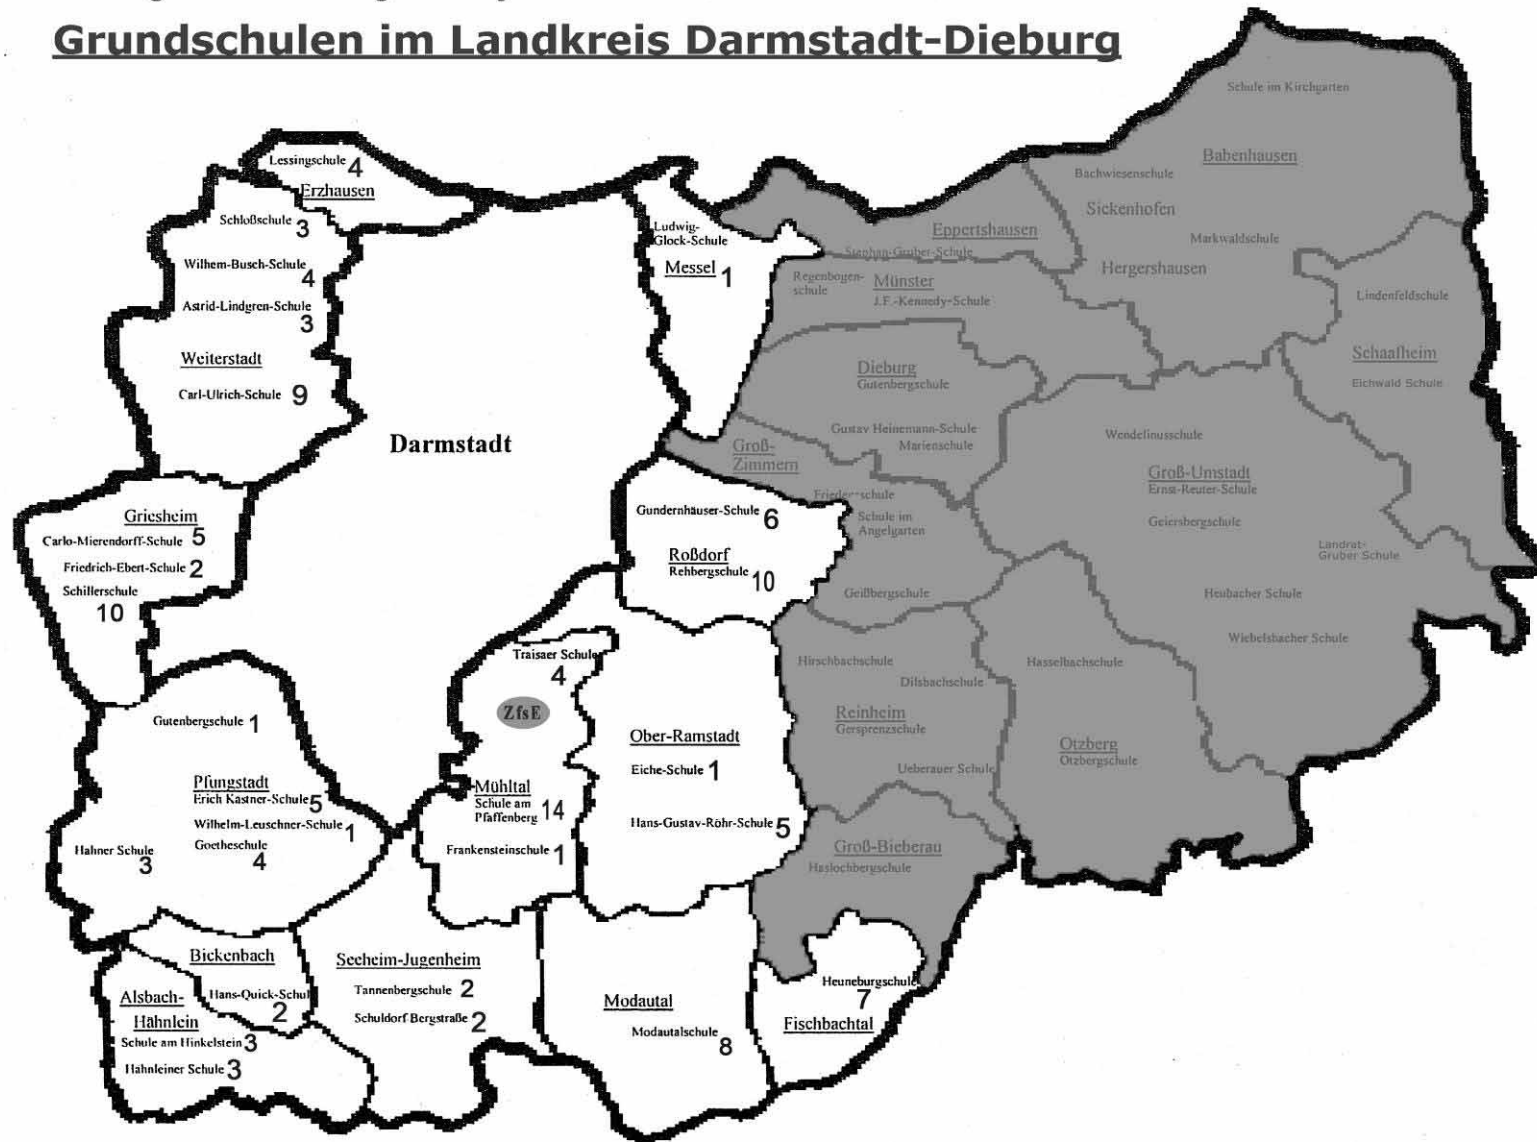 Grundschulen im Landkreis Darmstadt-Dieburg
Schule im Kirchgarten
Babenhausen
Bachwiesenschule
Sickenhofen
Markwaldschule
Hergershausen
Lessingschule 4
Erzhausen
Schloßschule 3
Wilhem-Busch-Schule
4
Astrid-Lindgren-Schule
3
Weiterstadt
Carl-Ulrich-Schule 9
Darmstadt
Ludwig-
Glock-Schule
Messel 1
Eppertshausen
Stephan-Gruber-Schule
Regenbogen-
schule
Münster
J.F.-Kennedy-Schule
Lindenfeldschule
Schaafheim
Eichwald Schule
Dieburg
Gutenbergschule
Gustav Heinemann-Schule
Marienschule
Groß-
Zimmern
Schule im
Angelgarten
Geißbergschule
Wendelinusschule
Groß-Umstadt
Ernst-Reuter-Schule
Geiersbergschule
Landrat-
Gruber Schule
Heubacher Schule
Wiebelsbacher Schule
Griesheim
Carlo-Mierendorff-Schule 5
Friedrich-Ebert-Schule 2
Schillerschule
10
Gundernhäuser-Schule 6
Roßdorf
Rehbergschule 10
Traisaer Schule
4
ZfsE
Mühltal
Schule am
Pfaffenberg 14
Frankensteinschule 1
Ober-Ramstadt
Eiche-Schule 1
Hans-Gustav-Röhr-Schule 5
Hirschbachschule
Dilsbachschule
Reinheim
Gersprenzschule
Ueberauer Schule
Hasselbachschule
Otzberg
Otzbergschule
Groß-Bieberau
Haslochbergschule
Gutenbergschule 1
Pfungstadt
Erich Kästner-Schule 5
Wilhelm-Leuschner-Schule 1
Goetheschule
4
Hahner Schule
3
Bickenbach
Hans-Quick-Schul
2
Alsbach-
Hähnlein
Schule am Hinkelstein 3
Hähnleiner Schule 3
Seeheim-Jugenheim
Tannenbergschule 2
Schuldorf Bergstraße 2
Modautal
Modautalschule
8
Heuneburgschule
7
Fischbachtal